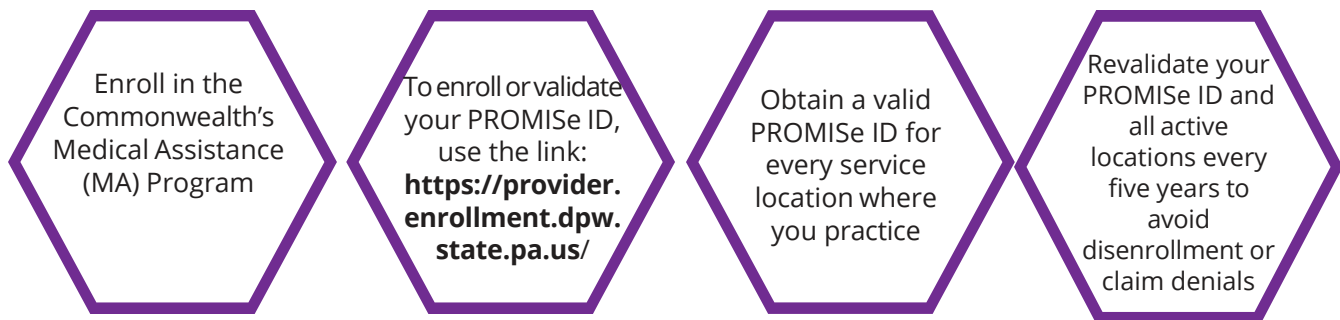 Enroll in the
Commonwealth’s
Medical Assistance
(MA) Program
To enroll or validate
your PROMISe ID,
use the link:
https://provider.
enrollment.dpw.
state.pa.us/
Obtain a valid
PROMISe ID for
every service
location where
you practice
Revalidate your
PROMISe ID and
all active
locations every
five years to
avoid
disenrollment or
claim denials